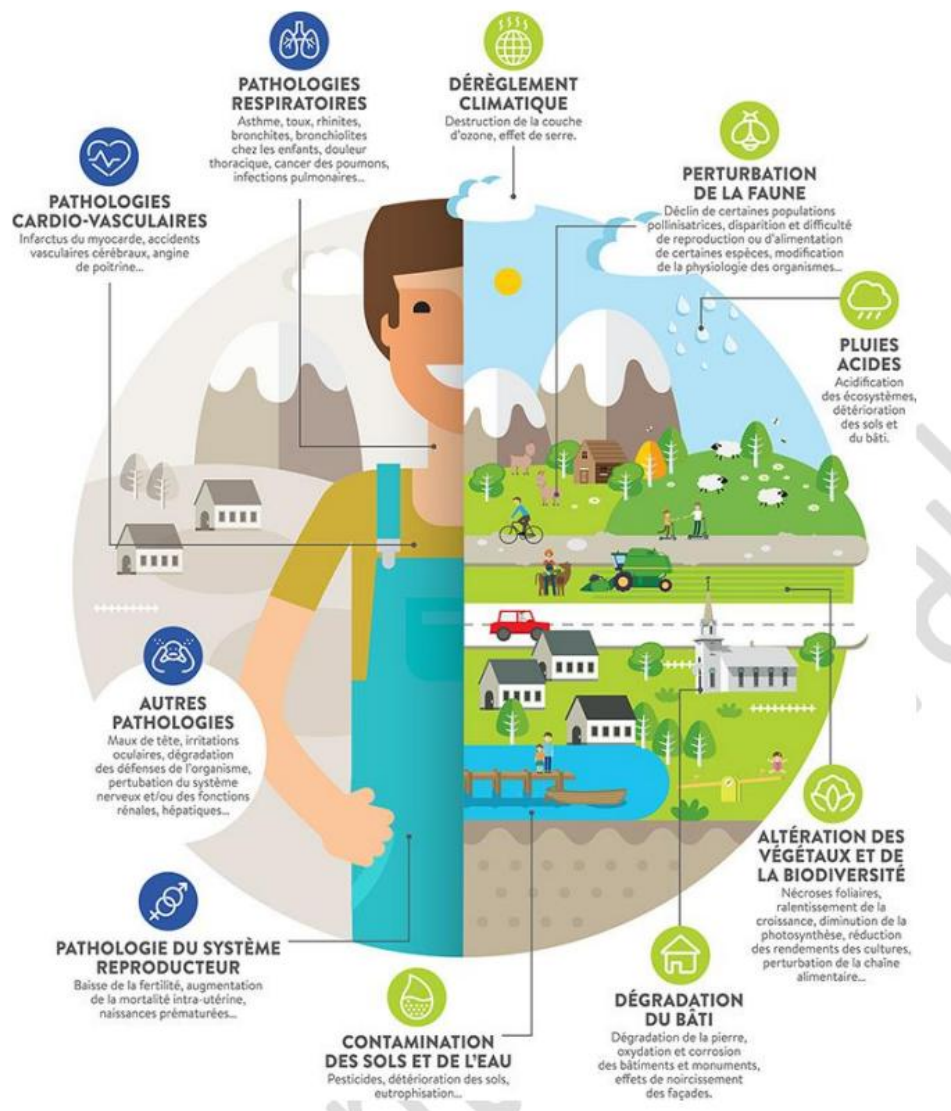 PATHOLOGIES
RESPIRATOIRES
Asthme, toux, rhinites,
bronchites, bronchiolites
chez les enfants, douleur
thoracique, cancer des poumons,
infections pulmonaires...
DÉRÈGLEMENT
CLIMATIQUE
Destruction de la couche
d'ozone, effet de serre.
PATHOLOGIES
CARDIO-VASCULAIRES
Infarctus du myocarde, accidents
vasculaires cérébraux, angine
de poitrine...
PERTURBATION
DE LA FAUNE
Déclin de certaines populations
pollinisatrices, disparition et difficulté
de reproduction ou d'alimentation
de certaines espèces, modification
de la physiologie des organismes...
PLUIES
ACIDES
Acidification
des écosystèmes,
détérioration
des sols et
du bâti.
AUTRES
PATHOLOGIES
Maux de tête, irritations
oculaires, dégradation
des défenses de l'organisme,
pertubation du système
nerveux et/ou des fonctions
rénales, hépatiques...
ALTÉRATION DES
VÉGÉTAUX ET DE
LA BIODIVERSITÉ
Nécroses foliaires,
ralentissement de la
croissance, diminution de la
photosynthèse, réduction
des rendements des cultures,
perturbation de la chaîne
alimentaire...
PATHOLOGIE DU SYSTÈME
REPRODUCTEUR
Baisse de la fertilité, augmentation
de la mortalité intra-utérine,
naissances prématurées...
DÉGRADATION
DU BÂTI
Dégradation de la pierre,
oxydation et corrosion
des bâtiments et monuments,
effets de noircissement
des façades.
CONTAMINATION
DES SOLS ET DE L'EAU
Pesticides, détérioration des sols,
eutrophisation...